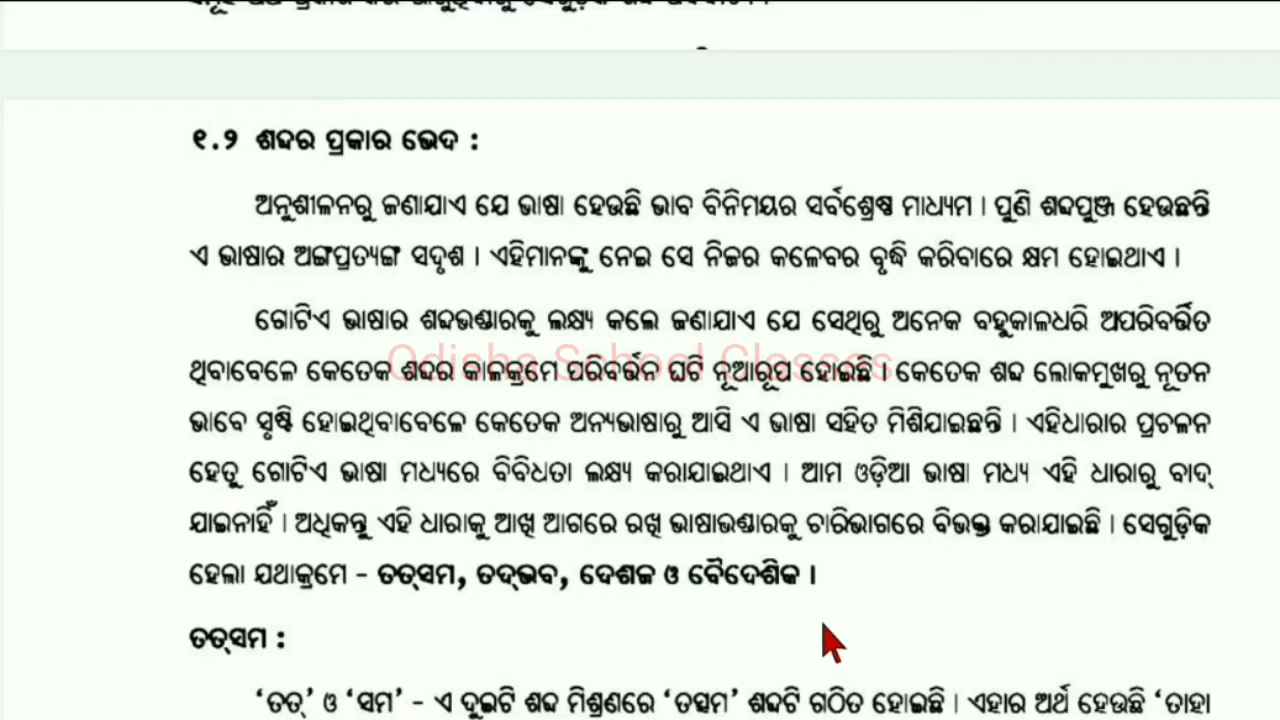 ୧.୨ ଶବ୍ଦର ପ୍ରକାର ଭେଦ :
ଅନୁଶୀଳନରୁ ଜଣାଯାଏ ଯେ ଭାଷା ହେଉଛି ଭାବ ବିନିମୟର ସର୍ବଶ୍ରେଷ୍ଠ ମାଧ୍ୟମ । ପୁଣି ଶବ୍ଦପୁଞ୍ଜ ହେଉଛନ୍ତି
ଏ ଭାଷାର ଅଙ୍ଗପ୍ରତ୍ୟଙ୍ଗ ସଦୃଶ । ଏହିମାନଙ୍କୁ ନେଇ ସେ ନିଜର କଳେବର ବୃଦ୍ଧି କରିବାରେ କ୍ଷମ ହୋଇଥାଏ ।
ଗୋଟିଏ ଭାଷାର ଶବ୍ଦଭଣ୍ଡାରକୁ ଲକ୍ଷ୍ୟ କଲେ ଜଣାଯାଏ ଯେ ସେଥିରୁ ଅନେକ ବହୁକାଳଧରି ଅପରିବର୍ତ୍ତିତ
ଥିବାବେଳେ କେତେକ ଶବ୍ଦର କାଳକ୍ରମେ ପରିବର୍ତ୍ତନ ଘଟି ନୂଆରୂପ ହୋଇଛି । କେତେକ ଶବ୍ଦ ଲୋକମୁଖରୁ ନୂତନ
Odisha School Classes
ଭାବେ ସୃଷ୍ଟି ହୋଇଥିବାବେଳେ କେତେକ ଅନ୍ୟଭାଷାରୁ ଆସି ଏ ଭାଷା ସହିତ ମିଶିଯାଇଛନ୍ତି । ଏହିଧାରାର ପ୍ରଚଳନ
ହେତୁ ଗୋଟିଏ ଭାଷା ମଧ୍ୟରେ ବିବିଧତା ଲକ୍ଷ୍ୟ କରାଯାଇଥାଏ । ଆମ ଓଡ଼ିଆ ଭାଷା ମଧ୍ୟ ଏହି ଧାରାରୁ ବାଦ୍
ଯାଇନାହିଁ । ଅଧିକନ୍ତୁ ଏହି ଧାରାକୁ ଆଖି ଆଗରେ ରଖି ଭାଷାଭଣ୍ଡାରକୁ ଚାରିଭାଗରେ ବିଭକ୍ତ କରାଯାଇଛି । ସେଗୁଡ଼ିକ
ହେଲା ଯଥାକ୍ରମେ - ତତ୍‌ସମ, ତଦ୍‌ଭବ, ଦେଶଜ ଓ ବୈଦେଶିକ ।
ତତ୍‌ସମ :
‘ତତ୍’ ଓ ‘ସମ’ - ଏ ଦୁଇଟି ଶବ୍ଦ ମିଶ୍ରଣରେ ‘ତତ୍ସମ’ ଶବ୍ଦଟି ଗଠିତ ହୋଇଛି । ଏହାର ଅର୍ଥ ହେଉଛି ‘ତାହା